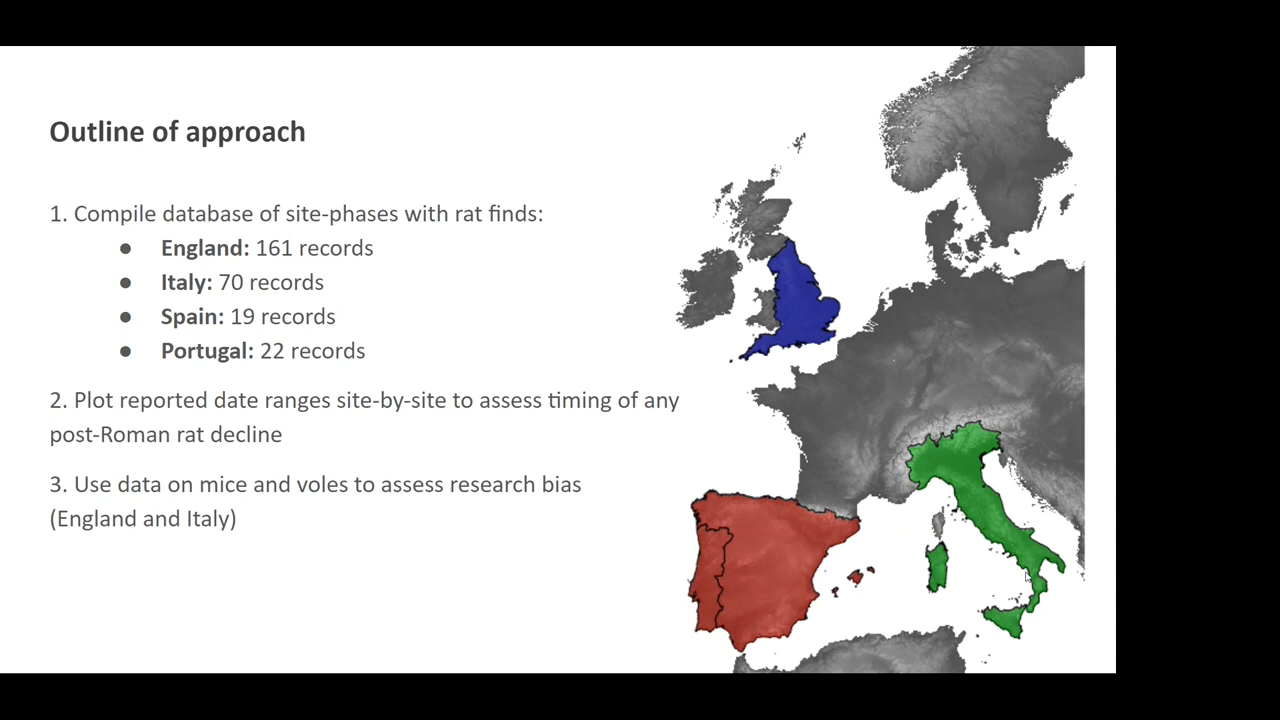 Outline of approach
1. Compile database of site-phases with rat finds:
● England: 161 records
● Italy: 70 records
● Spain: 19 records
● Portugal: 22 records
2. Plot reported date ranges site-by-site to assess timing of any
post-Roman rat decline
3. Use data on mice and voles to assess research bias
(England and Italy)